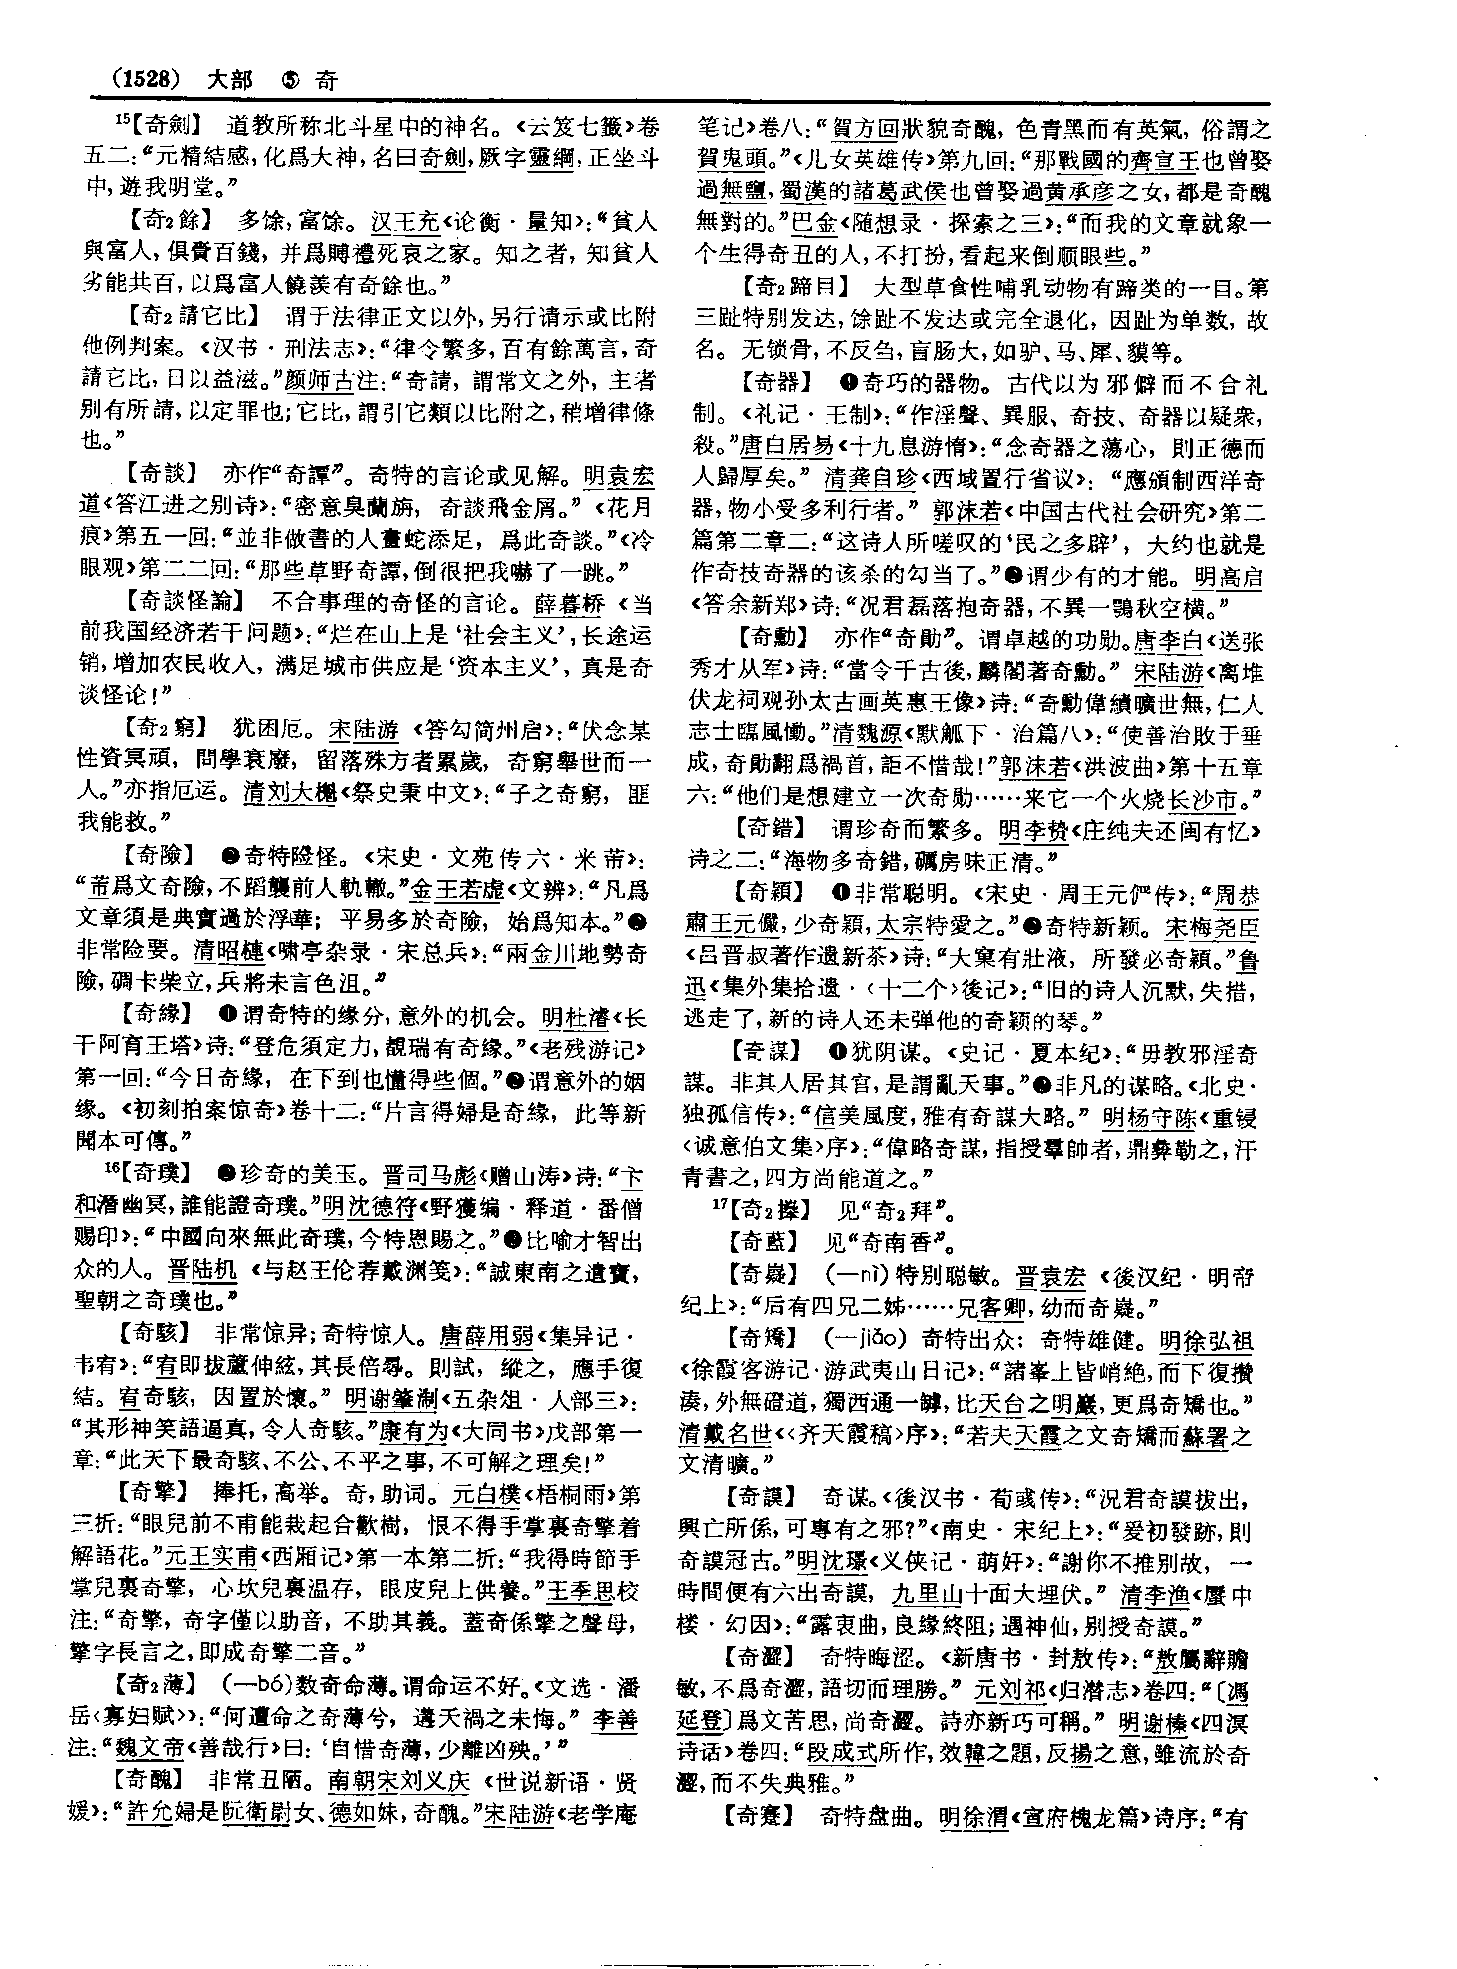 (1528) 大部 ⑤ 奇
¹⁵【奇劍】 道教所称北斗星中的神名。《云笈七籤》卷
五二：“元精結感，化爲大神，名曰奇劍，厥字靈綱，正坐斗
中，遊我明堂。”
【奇₂餘】 多馀，富馀。汉王充《论衡·量知》：“貧人
與富人，俱賫百錢，并爲賻禮死哀之家。知之者，知貧人
劣能共百，以爲富人饒羨有奇餘也。”
【奇₂請它比】 谓于法律正文以外，另行请示或比附
他例判案。《汉书·刑法志》：“律令繁多，百有餘萬言，奇
請它比，日以益滋。”颜师古注：“奇請，謂常文之外，主者
别有所請，以定罪也；它比，謂引它類以比附之，稍增律條
也。”
【奇談】 亦作“奇譚”。奇特的言论或见解。明袁宏
道《答江进之别诗》：“密意臭蘭旃，奇談飛金屑。”《花月
痕》第五一回：“並非做書的人畫蛇添足，爲此奇談。”《冷
眼观》第二二回：“那些草野奇譚，倒很把我嚇了一跳。”
【奇談怪論】 不合事理的奇怪的言论。薛暮桥《当
前我国经济若干问题》：“烂在山上是‘社会主义’，长途运
销，增加农民收入，满足城市供应是‘资本主义’，真是奇
谈怪论！”
【奇₂窮】 犹困厄。宋陆游《答勾简州启》：“伏念某
性資冥頑，問學衰廢，留落殊方者累歲，奇窮舉世而一
人。”亦指厄运。清刘大櫆《祭史秉中文》：“子之奇窮，匪
我能救。”
【奇險】 ❶奇特险怪。《宋史·文苑传六·米芾》：
“芾爲文奇險，不蹈襲前人軌轍。”金王若虚《文辨》：“凡爲
文章須是典實過於浮華；平易多於奇險，始爲知本。”❷
非常险要。清昭槤《啸亭杂录·宋总兵》：“兩金川地勢奇
險，碉卡柴立，兵將未言色沮。”
【奇緣】 ❶谓奇特的缘分，意外的机会。明杜濬《长
干阿育王塔》诗：“登危須定力，覩瑞有奇緣。”《老残游记》
第一回：“今日奇緣，在下到也懂得些個。”❷谓意外的姻
缘。《初刻拍案惊奇》卷十二：“片言得婦是奇緣，此等新
聞本可傳。”
¹⁶【奇璞】 ❶珍奇的美玉。晋司马彪《赠山涛》诗：“卞
和潛幽冥，誰能證奇璞。”明沈德符《野獲编·释道·番僧
赐印》：“中國向來無此奇璞，今特恩賜之。”❷比喻才智出
众的人。晋陆机《与赵王伦荐戴渊笺》：“誠東南之遺寶，
聖朝之奇璞也。”
【奇駭】 非常惊异；奇特惊人。唐薛用弱《集异记·
韦宥》：“宥即拔蘆伸絃，其長倍尋。則試，縱之，應手復
結。宥奇駭，因置於懷。”明谢肇淛《五杂俎·人部三》：
“其形神笑語逼真，令人奇駭。”康有为《大同书》戊部第一
章：“此天下最奇駭、不公、不平之事，不可解之理矣！”
【奇擎】 捧托，高举。奇，助词。元白樸《梧桐雨》第
三折：“眼兒前不甫能栽起合歡樹，恨不得手掌裏奇擎着
解語花。”元王实甫《西厢记》第一本第二折：“我得時節手
掌兒裏奇擎，心坎兒裏温存，眼皮兒上供養。”王季思校
注：“奇擎，奇字僅以助音，不助其義。蓋奇係擎之聲母，
擎字長言之，即成奇擎二音。”
【奇₂薄】 (—bó)数奇命薄。谓命运不好。《文选·潘
岳〈寡妇赋〉》：“何遭命之奇薄兮，遘天禍之未悔。”李善
注：“魏文帝《善哉行》曰：‘自惜奇薄，少離凶殃。’”
【奇醜】 非常丑陋。南朝宋刘义庆《世说新语·贤
媛》：“許允婦是阮衛尉女、德如妹，奇醜。”宋陆游《老学庵
笔记》卷八：“賀方回狀貌奇醜，色青黑而有英氣，俗謂之
賀鬼頭。”《儿女英雄传》第九回：“那戰國的齊宣王也曾娶
過無鹽，蜀漢的諸葛武侯也曾娶過黄承彦之女，都是奇醜
無對的。”巴金《随想录·探索之三》：“而我的文章就象一
个生得奇丑的人，不打扮，看起来倒顺眼些。”
【奇₂蹄目】 大型草食性哺乳动物有蹄类的一目。第
三趾特别发达，馀趾不发达或完全退化，因趾为单数，故
名。无锁骨，不反刍，盲肠大，如驴、马、犀、貘等。
【奇器】 ❶奇巧的器物。古代以为邪僻而不合礼
制。《礼记·王制》：“作淫聲、異服、奇技、奇器以疑衆，
殺。”唐白居易《十九息游惰》：“念奇器之蕩心，則正德而
人歸厚矣。”清龚自珍《西域置行省议》：“應頒制西洋奇
器，物小受多利行者。”郭沫若《中国古代社会研究》第二
篇第二章二：“这诗人所嗟叹的‘民之多辟’，大约也就是
作奇技奇器的该杀的勾当了。”❷谓少有的才能。明高启
《答余新郑》诗：“况君磊落抱奇器，不異一鶚秋空横。”
【奇勳】 亦作“奇勛”。谓卓越的功勋。唐李白《送张
秀才从军》诗：“當令千古後，麟閣著奇勳。”宋陆游《离堆
伏龙祠观孙太古画英惠王像》诗：“奇勳偉績曠世無，仁人
志士臨風慟。”清魏源《默觚下·治篇八》：“使善治敗于垂
成，奇勛翻爲禍首，詎不惜哉！”郭沫若《洪波曲》第十五章
六：“他们是想建立一次奇勋……来它一个火烧长沙市。”
【奇錯】 谓珍奇而繁多。明李贽《庄纯夫还闽有忆》
诗之二：“海物多奇錯，礪房味正清。”
【奇穎】 ❶非常聪明。《宋史·周王元俨传》：“周恭
肅王元儼，少奇穎，太宗特愛之。”❷奇特新颖。宋梅尧臣
《吕晋叔著作遗新茶》诗：“大窠有壯液，所發必奇穎。”鲁
迅《集外集拾遗·〈十二个〉後记》：“旧的诗人沉默，失措，
逃走了，新的诗人还未弹他的奇颖的琴。”
【奇謀】 ❶犹阴谋。《史记·夏本纪》：“毋教邪淫奇
謀。非其人居其官，是謂亂天事。”❷非凡的谋略。《北史·
独孤信传》：“信美風度，雅有奇謀大略。”明杨守陈《重锓
〈诚意伯文集〉序》：“偉略奇謀，指授羣帥者，鼎彝勒之，汗
青書之，四方尚能道之。”
¹⁷【奇₂擽】 见“奇₂拜”。
【奇藍】 见“奇南香”。
【奇嶷】 (—nì)特别聪敏。晋袁宏《後汉纪·明帝
纪上》：“后有四兄二姊……兄客卿，幼而奇嶷。”
【奇矯】 (—jiǎo) 奇特出众；奇特雄健。明徐弘祖
《徐霞客游记·游武夷山日记》：“諸峯上皆峭絶，而下復攢
湊，外無磴道，獨西通一罅，比天台之明巖，更爲奇矯也。”
清戴名世《〈齐天霞稿〉序》：“若夫天霞之文奇矯而蘇署之
文清曠。”
【奇謨】 奇谋。《後汉书·荀彧传》：“況君奇謨拔出，
興亡所係，可專有之邪？”《南史·宋纪上》：“爰初發跡，則
奇謨冠古。”明沈璟《义侠记·萌奸》：“謝你不推别故，一
時間便有六出奇謨，九里山十面大埋伏。”清李渔《蜃中
楼·幻因》：“露衷曲，良緣終阻；遇神仙，别授奇謨。”
【奇澀】 奇特晦涩。《新唐书·封敖传》：“敖屬辭贍
敏，不爲奇澀，語切而理勝。”元刘祁《归潜志》卷四：“〔馮
延登〕爲文苦思，尚奇澀。詩亦新巧可稱。”明谢榛《四溟
诗话》卷四：“段成式所作，效韓之題，反揚之意，雖流於奇
澀，而不失典雅。”
【奇蹇】 奇特盘曲。明徐渭《宣府槐龙篇》诗序：“有